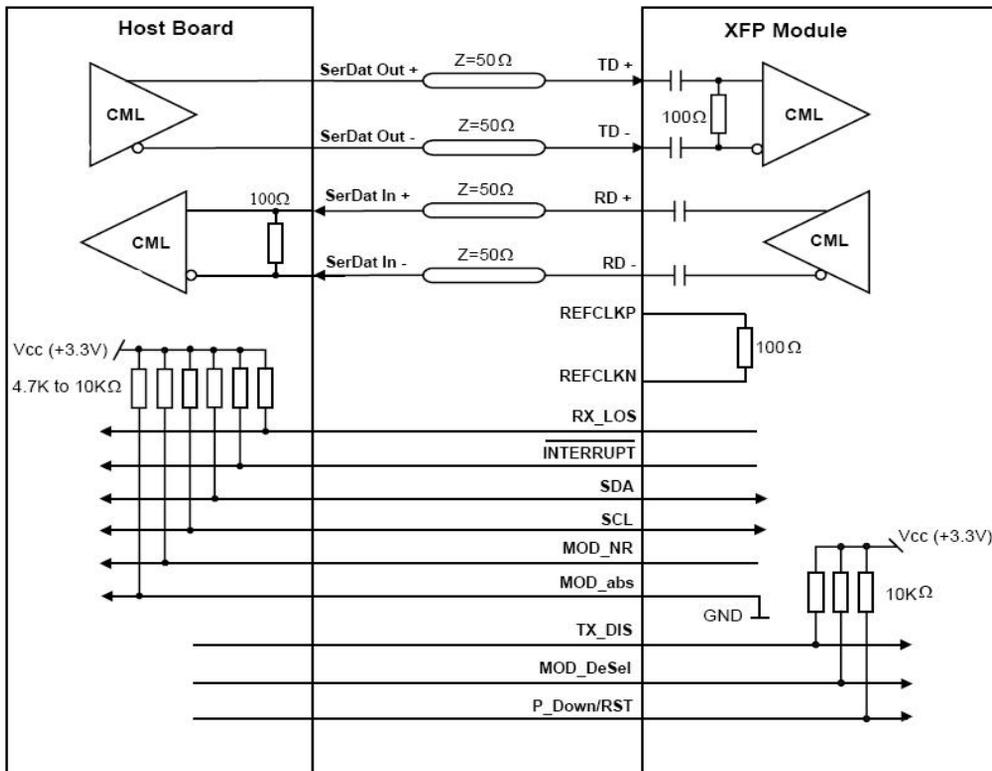 Host Board
XFP Module
SerDat Out +
Z=50Ω
TD +
CML
100Ω
CML
SerDat Out -
Z=50Ω
TD -
100Ω
SerDat In +
Z=50Ω
RD +
CML
CML
SerDat In -
Z=50Ω
RD -
REFCLKP
100Ω
REFCLKN
Vcc (+3.3V)
4.7K to 10KΩ
RX_LOS
INTERRUPT
SDA
SCL
Vcc (+3.3V)
MOD_NR
MOD_abs
10KΩ
GND
TX_DIS
MOD_DeSel
P_Down/RST